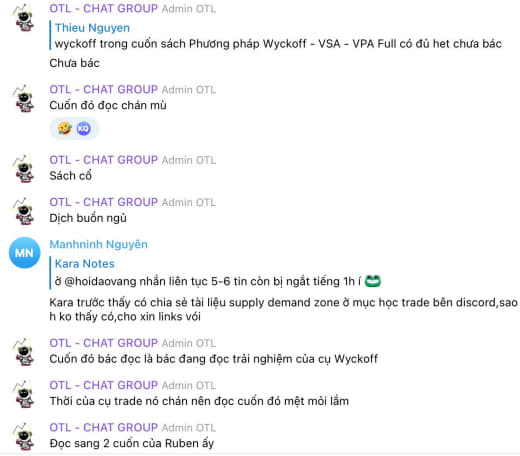 OTL - CHAT GROUP Admin OTL
Thieu Nguyen
wyckoff trong cuốn sách Phương pháp Wyckoff - VSA - VPA Full có đủ het chưa bác
Chưa bác
OTL - CHAT GROUP Admin OTL
Cuốn đó đọc chán mù
🤣 KQ
OTL - CHAT GROUP Admin OTL
Sách cổ
OTL - CHAT GROUP Admin OTL
Dịch buồn ngủ
MN
Manhninh Nguyên
Kara Notes
ờ @hoidaovang nhắn liên tục 5-6 tin còn bị ngắt tiếng 1h í 🐸
Kara trước thấy có chia sẻ tài liệu supply demand zone ở mục học trade bên discord,sao
h ko thấy có,cho xin links vói
OTL - CHAT GROUP Admin OTL
Cuốn đó bác đọc là bác đang đọc trải nghiệm của cụ Wyckoff
OTL - CHAT GROUP Admin OTL
Thời của cụ trade nó chán nên đọc cuốn đó mệt mỏi lắm
OTL - CHAT GROUP Admin OTL
Đọc sang 2 cuốn của Ruben ấy